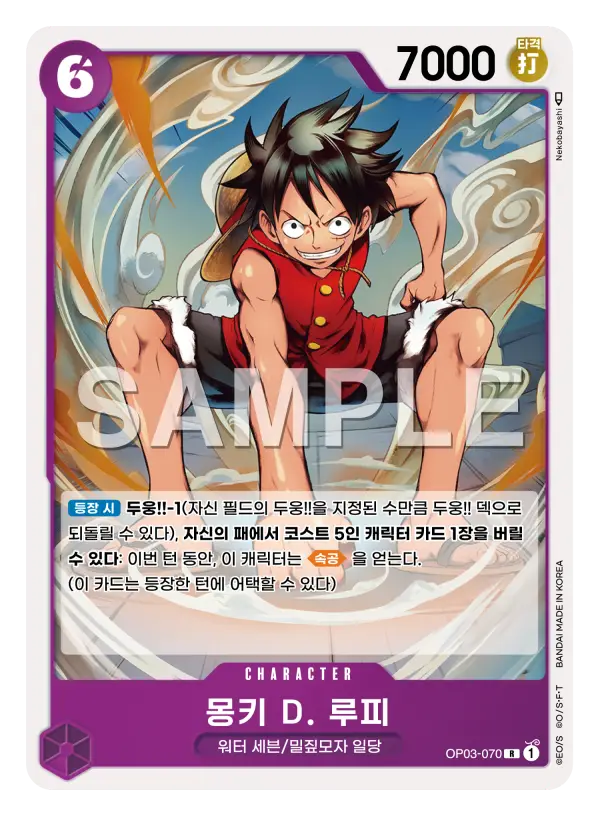 6
7000
타격
打
Nekobayashi
SAMPLE
등장 시 두웅!!-1(자신 필드의 두웅!!을 지정된 수만큼 두웅!! 덱으로
되돌릴 수 있다), 자신의 패에서 코스트 5인 캐릭터 카드 1장을 버릴
수 있다: 이번 턴 동안, 이 캐릭터는 속공 을 얻는다.
(이 카드는 등장한 턴에 어택할 수 있다)
CHARACTER
몽키 D. 루피
워터 세븐/밀짚모자 일당
OP03-070 R 1
©EO/S ©O/S·F·T BANDAI MADE IN KOREA